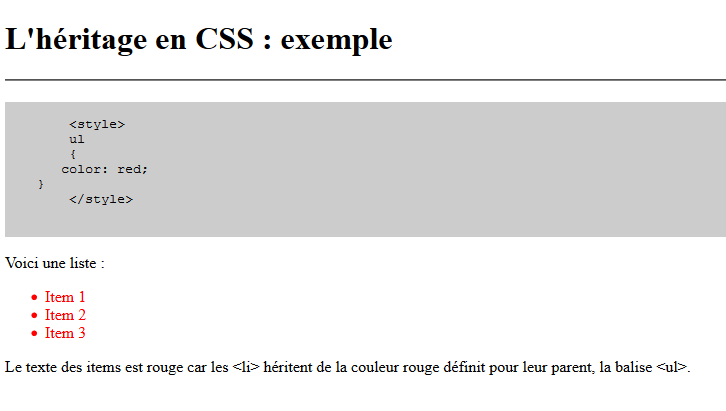 L'héritage en CSS : exemple
<style>
ul
{
color: red;
}
</style>
Voici une liste :
• Item 1
• Item 2
• Item 3
Le texte des items est rouge car les <li> héritent de la couleur rouge définit pour leur parent, la balise <ul>.